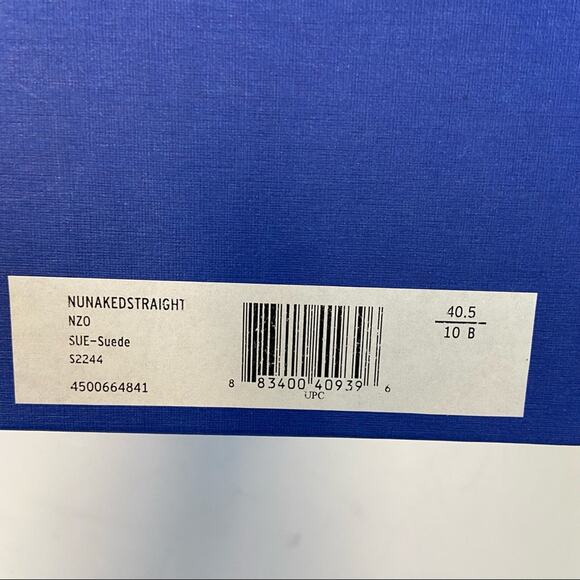 NUNAKEDSTRAIGHT
NZO
SUE-Suede
S2244
4500664841
8 83400 40939 6
UPC
40.5
10 B